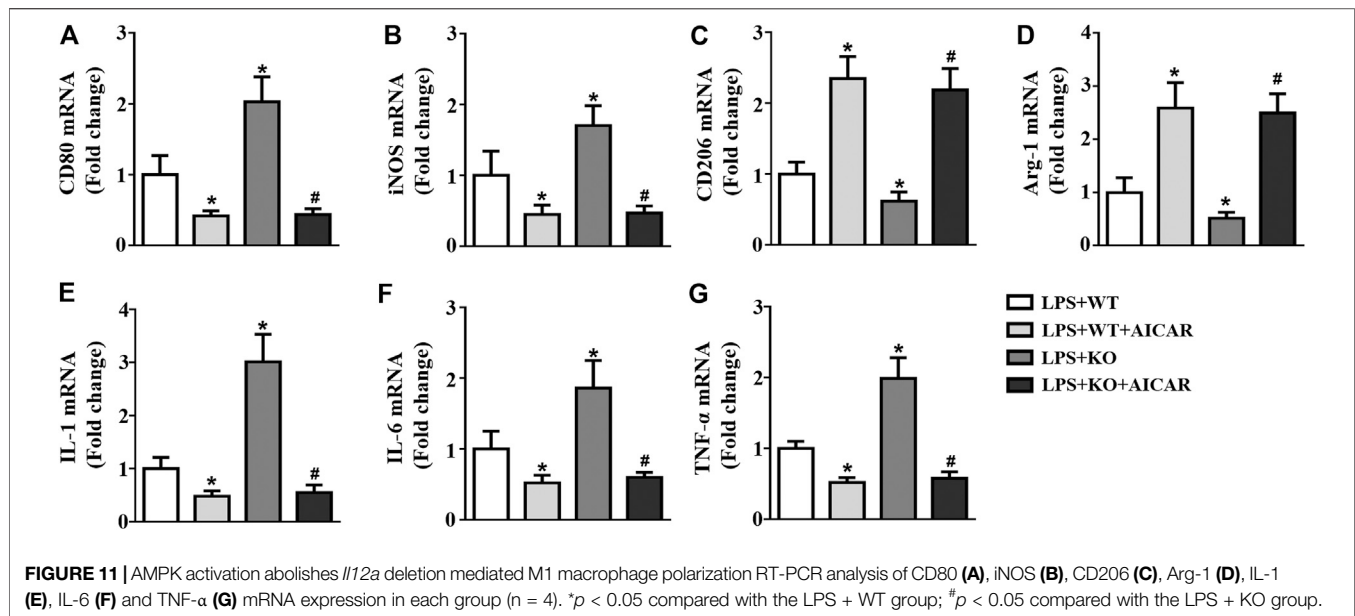 A
CD80 mRNA
(Fold change)
3
2
1
0
*
*
#
B
iNOS mRNA
(Fold change)
3
2
1
0
*
*
#
C
CD206 mRNA
(Fold change)
3
2
1
0
*
*
#
D
Arg-1 mRNA
(Fold change)
4
3
2
1
0
*
*
#
E
IL-1 mRNA
(Fold change)
4
3
2
1
0
*
*
#
F
IL-6 mRNA
(Fold change)
3
2
1
0
*
*
#
G
TNF-α mRNA
(Fold change)
3
2
1
0
*
*
#
LPS+WT
LPS+WT+AICAR
LPS+KO
LPS+KO+AICAR
FIGURE 11 | AMPK activation abolishes Il12a deletion mediated M1 macrophage polarization RT-PCR analysis of CD80 (A), iNOS (B), CD206 (C), Arg-1 (D), IL-1
(E), IL-6 (F) and TNF-α (G) mRNA expression in each group (n = 4). *p < 0.05 compared with the LPS + WT group; #p < 0.05 compared with the LPS + KO group.